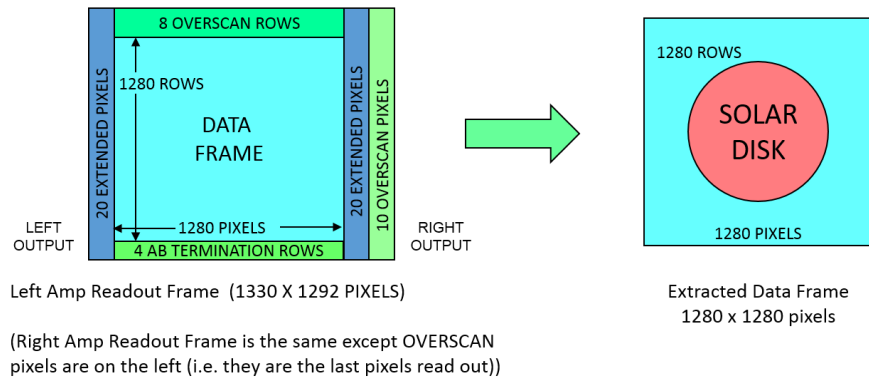 8 OVERSCAN ROWS
20 EXTENDED PIXELS
1280 ROWS
DATA
FRAME
20 EXTENDED PIXELS
10 OVERSCAN PIXELS
LEFT
OUTPUT
1280 PIXELS
RIGHT
OUTPUT
4 AB TERMINATION ROWS
Left Amp Readout Frame (1330 X 1292 PIXELS)
(Right Amp Readout Frame is the same except OVERSCAN
pixels are on the left (i.e. they are the last pixels read out))
1280 ROWS
SOLAR
DISK
1280 PIXELS
Extracted Data Frame
1280 x 1280 pixels